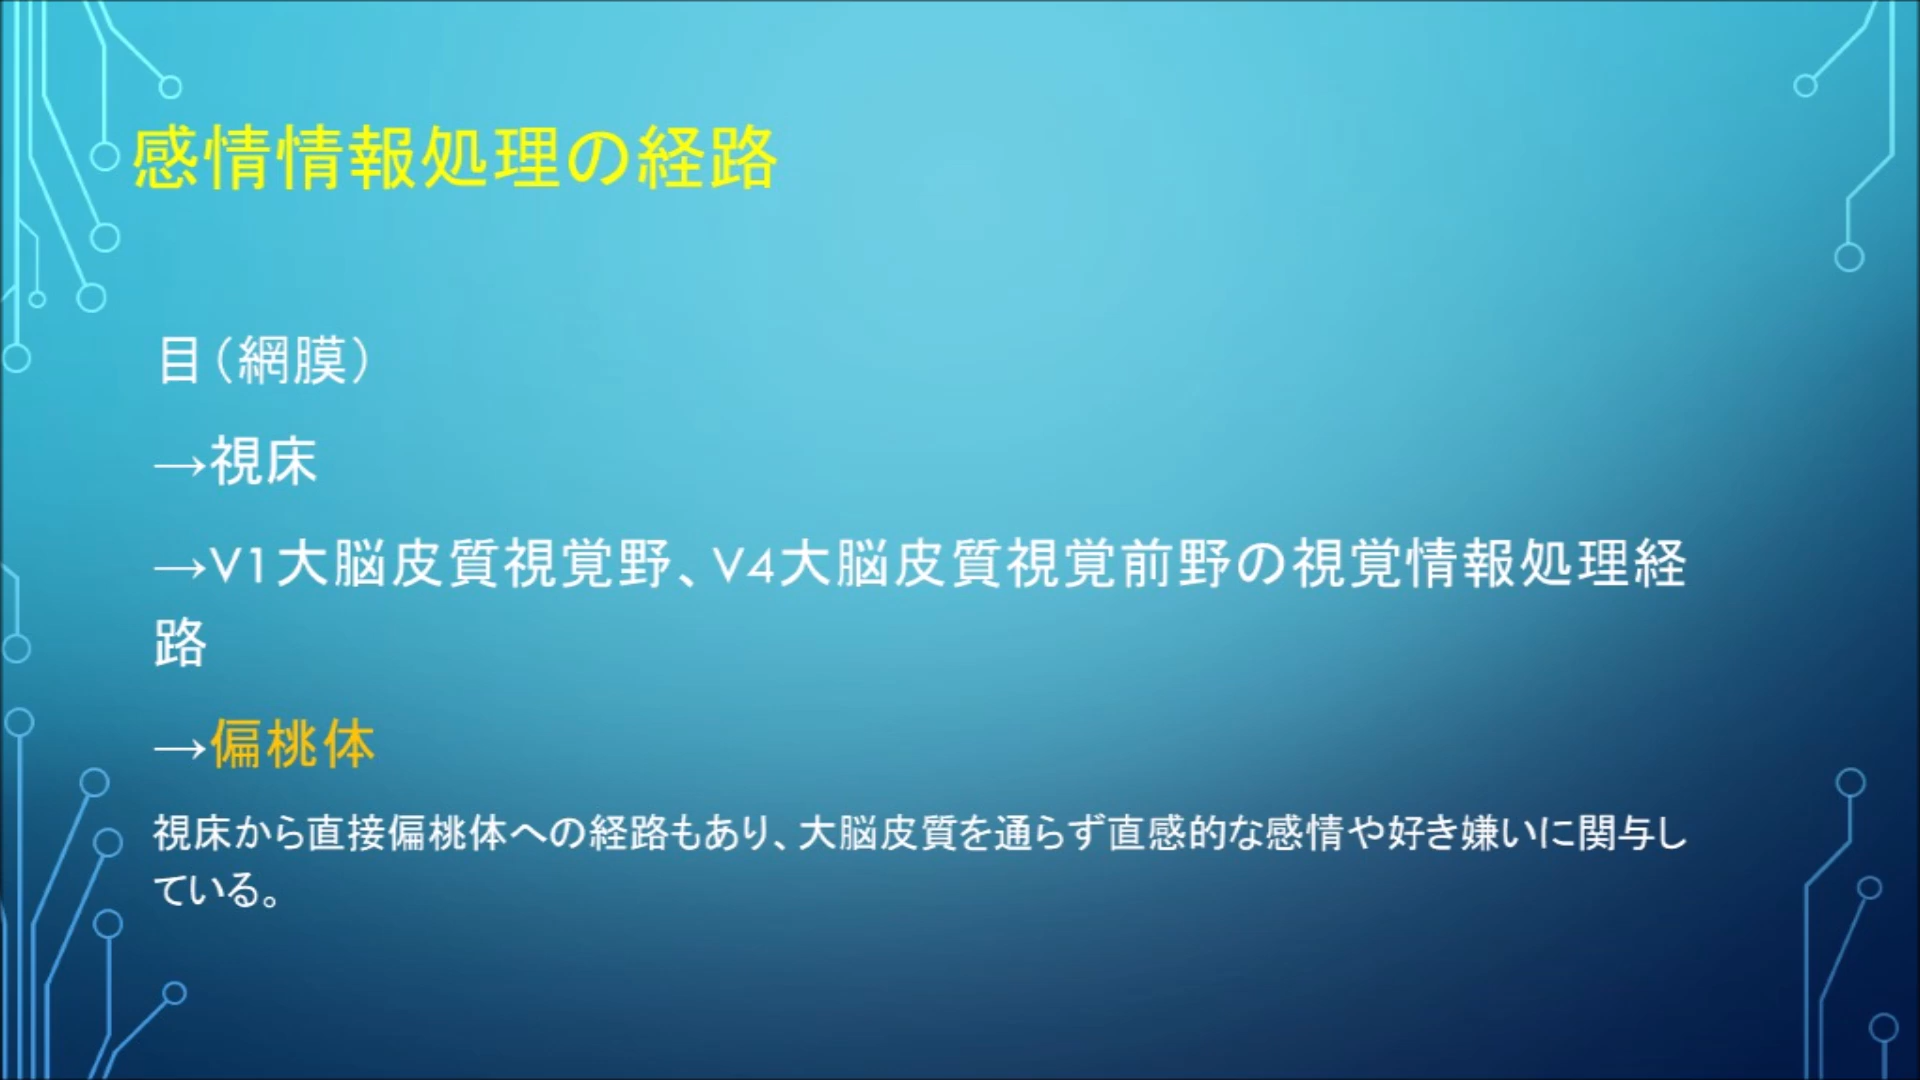 感情情報処理の経路
目（網膜）
→視床
→V1大脳皮質視覚野、V4大脳皮質視覚前野の視覚情報処理経
路
→偏桃体
視床から直接偏桃体への経路もあり、大脳皮質を通らず直感的な感情や好き嫌いに関与し
ている。